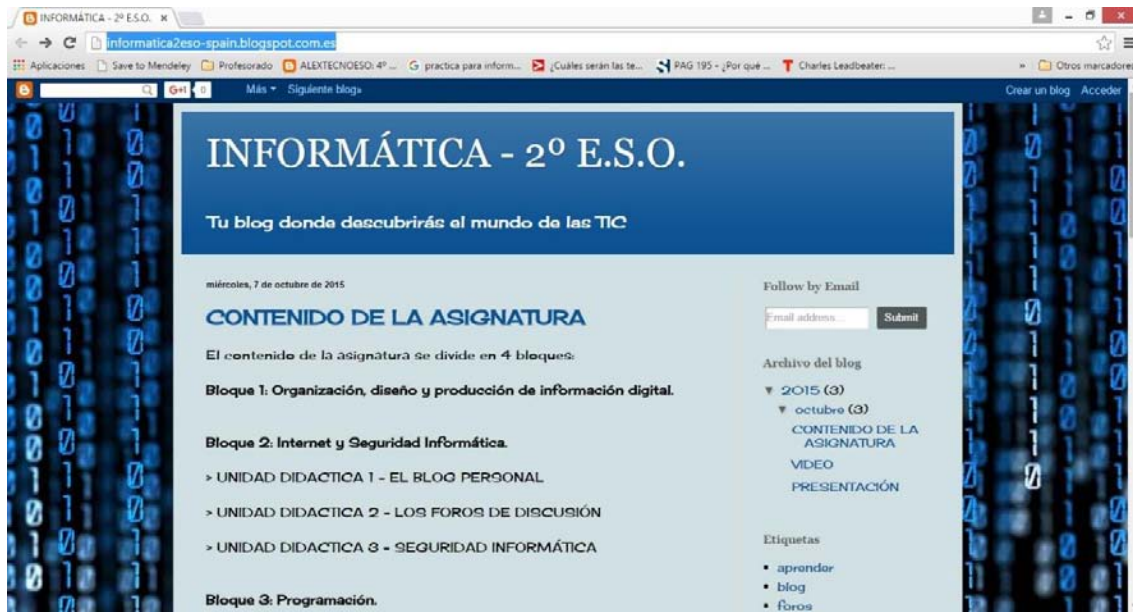 INFORMÁTICA - 2º E.S.O.
informatica2eso-spain.blogspot.com.es
Aplicaciones Save to Mendeley Profesorado ALEXTECNOESO: 4º ... practica para inform... ¿Cuáles serán las te... PAG 195 - ¿Por qué ... Charles Leadbeater: ... » Otros marcadores
G+1 0 Más Siguiente blog» Crear un blog Acceder
INFORMÁTICA - 2º E.S.O.
Tu blog donde descubrirás el mundo de las TIC
miércoles, 7 de octubre de 2015
CONTENIDO DE LA ASIGNATURA
El contenido de la asignatura se divide en 4 bloques:
Bloque 1: Organización, diseño y producción de información digital.
Bloque 2: Internet y Seguridad Informática.
> UNIDAD DIDACTICA 1 - EL BLOG PERSONAL
> UNIDAD DIDACTICA 2 - LOS FOROS DE DISCUSIÓN
> UNIDAD DIDACTICA 3 - SEGURIDAD INFORMÁTICA
Bloque 3: Programación.
Follow by Email
Email address... Submit
Archivo del blog
▼ 2015 (3)
▼ octubre (3)
CONTENIDO DE LA
ASIGNATURA
VIDEO
PRESENTACIÓN
Etiquetas
• aprender
• blog
• foros